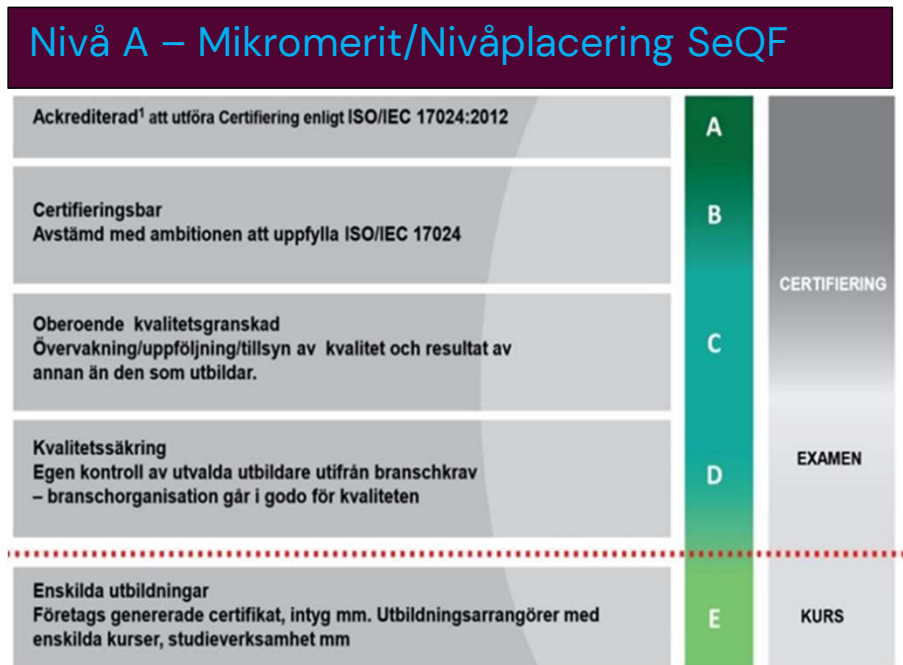 Nivå A – Mikromerit/Nivåplacering SeQF
Ackrediterad¹ att utföra Certifiering enligt ISO/IEC 17024:2012
A
Certifieringsbar
Avstämd med ambitionen att uppfylla ISO/IEC 17024
B
CERTIFIERING
Oberoende kvalitetsgranskad
Övervakning/uppföljning/tillsyn av kvalitet och resultat av
annan än den som utbildar.
C
Kvalitetssäkring
Egen kontroll av utvalda utbildare utifrån branschkrav
– branschorganisation går i godo för kvaliteten
D
EXAMEN
Enskilda utbildningar
Företags genererade certifikat, intyg mm. Utbildningsarrangörer med
enskilda kurser, studieverksamhet mm
E
KURS